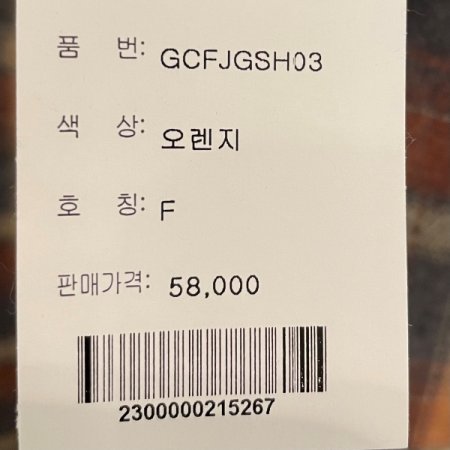 품 번: GCFJGSH03
색 상: 오렌지
호 칭: F
판매가격: 58,000
2300000215267